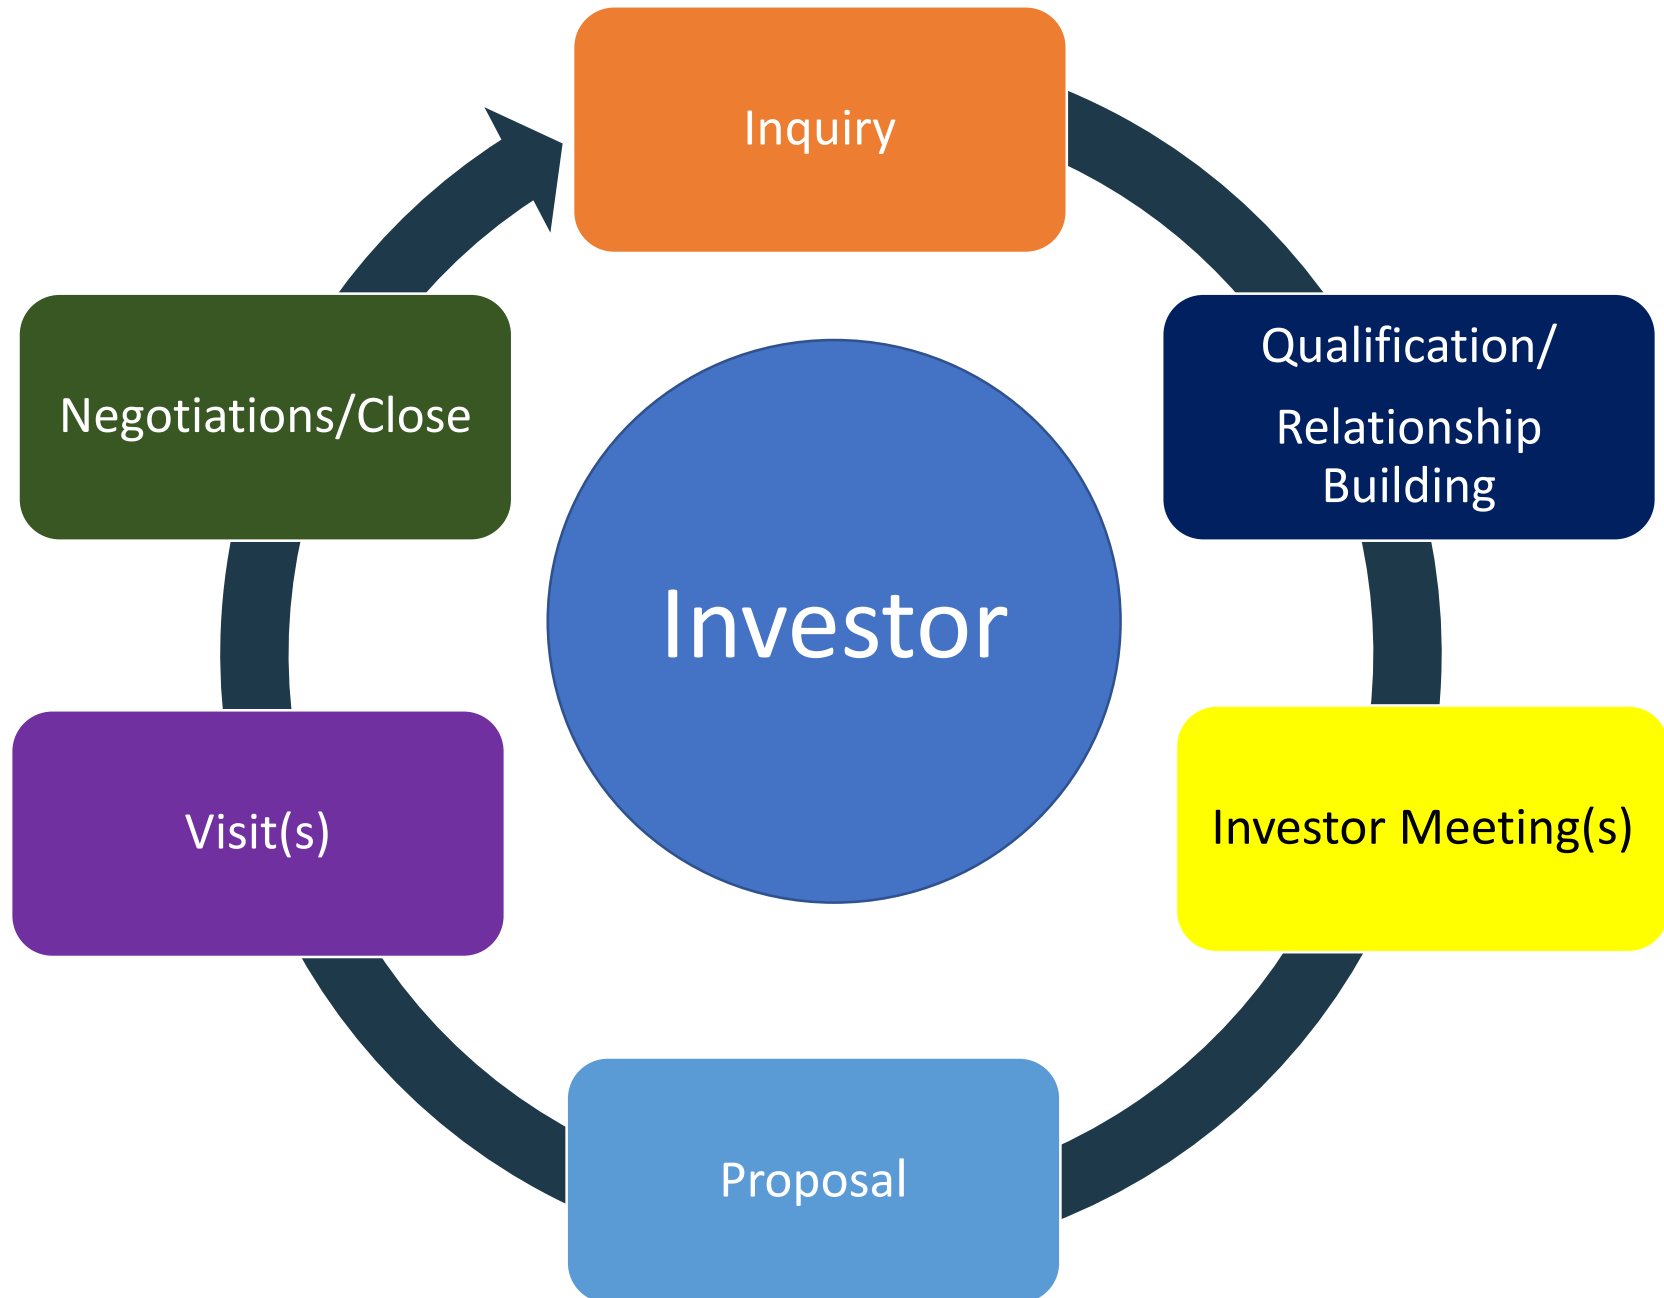 Inquiry
Qualification/
Relationship
Building
Negotiations/Close
Investor
Visit(s)
Investor Meeting(s)
Proposal